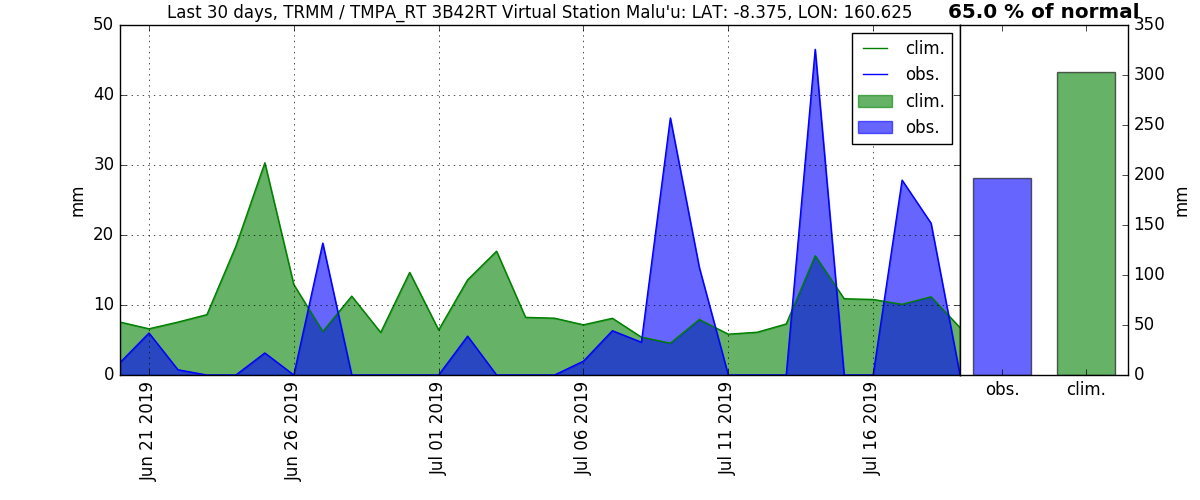 Last 30 days, TRMM / TMPA_RT 3B42RT Virtual Station Malu'u: LAT: -8.375, LON: 160.625
65.0 % of normal
50
40
30
20
10
0
mm
clim.
obs.
clim.
obs.
350
300
250
200
150
100
50
0
mm
Jun 21 2019
Jun 26 2019
Jul 01 2019
Jul 06 2019
Jul 11 2019
Jul 16 2019
obs.
clim.